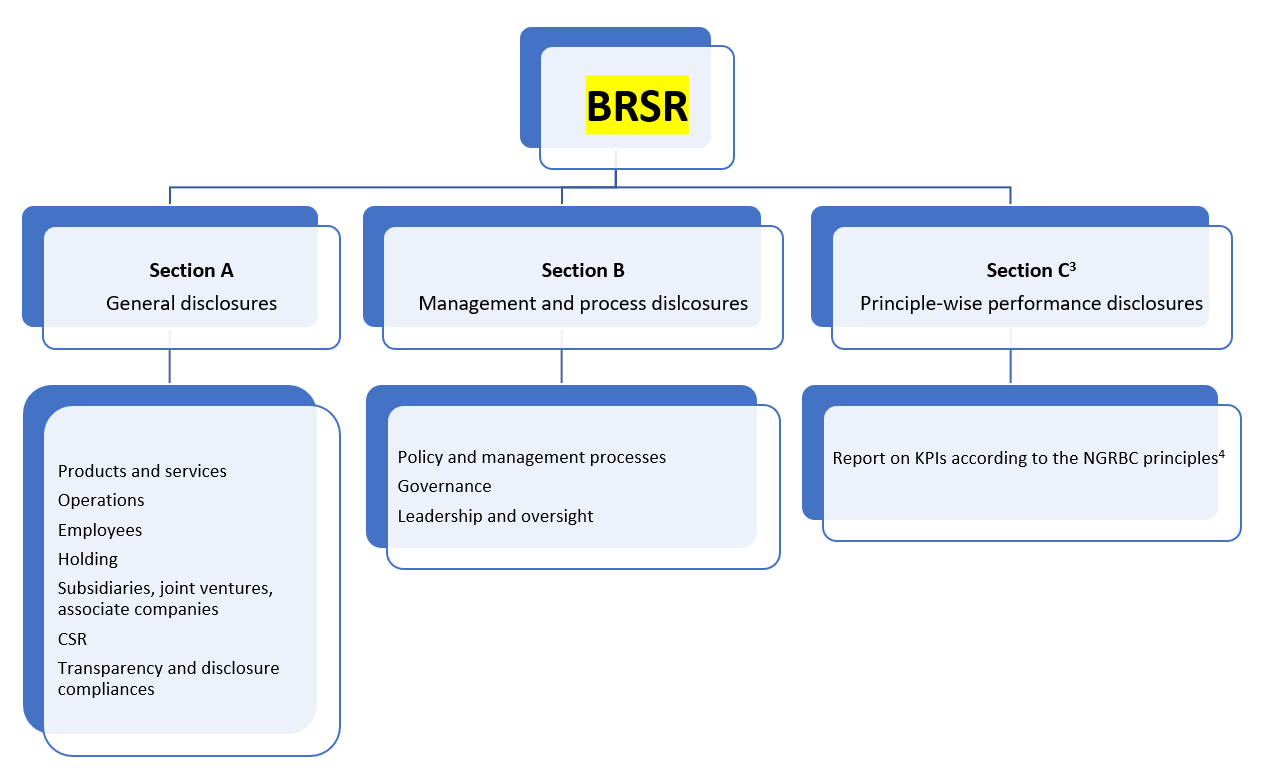 BRSR
Section A
General disclosures
Section B
Management and process dislcosures
Section C³
Principle-wise performance disclosures
Products and services
Operations
Employees
Holding
Subsidiaries, joint ventures,
associate companies
CSR
Transparency and disclosure
compliances
Policy and management processes
Governance
Leadership and oversight
Report on KPIs according to the NGRBC principles⁴